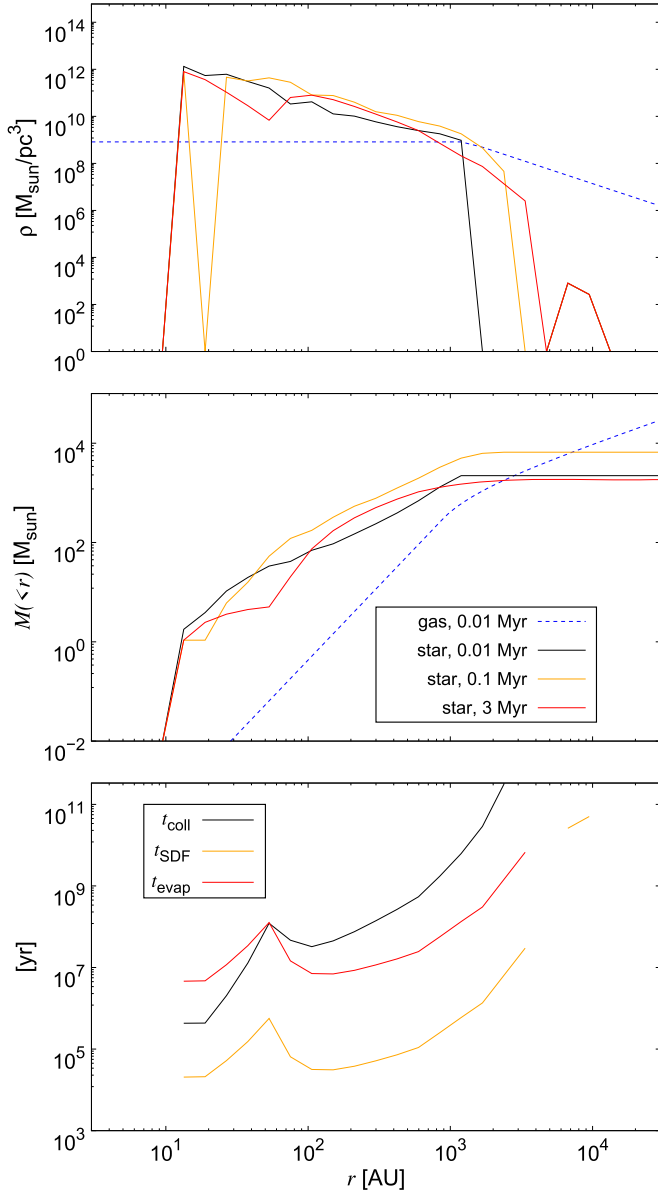 ρ [M_sun/pc^3]
10^14
10^12
10^10
10^8
10^6
10^4
10^2
10^0
M(<r) [M_sun]
10^4
10^2
10^0
10^-2
gas, 0.01 Myr
star, 0.01 Myr
star, 0.1 Myr
star, 3 Myr
[yr]
10^11
10^9
10^7
10^5
10^3
t_coll
t_SDF
t_evap
10^1 10^2 10^3 10^4
r [AU]